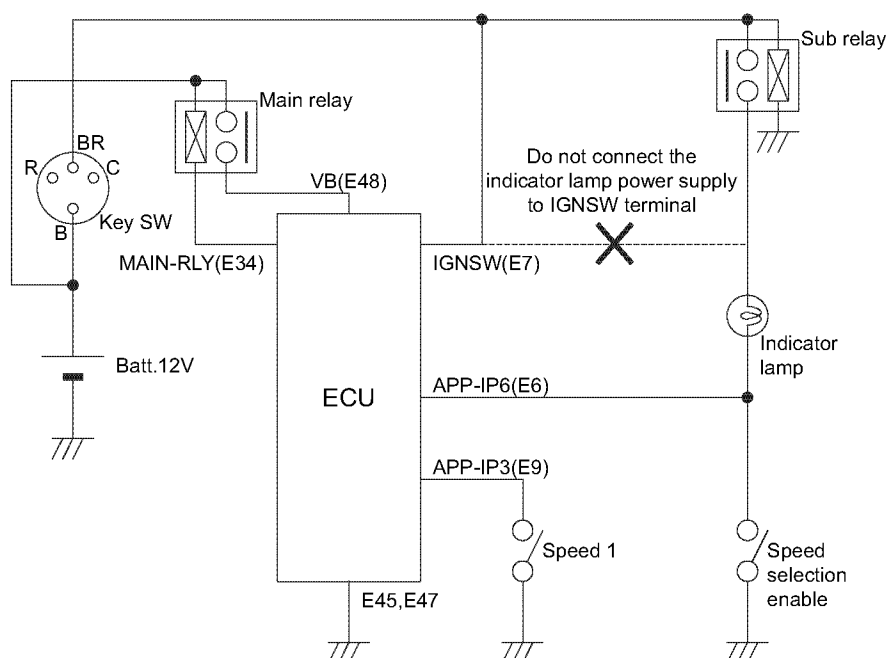 Sub relay
Main relay
BR
R
C
B
Key SW
Do not connect the
indicator lamp power supply
to IGNSW terminal
VB(E48)
MAIN-RLY(E34)
IGNSW(E7)
Batt.12V
Indicator
lamp
ECU
APP-IP6(E6)
APP-IP3(E9)
Speed 1
Speed
selection
enable
E45,E47